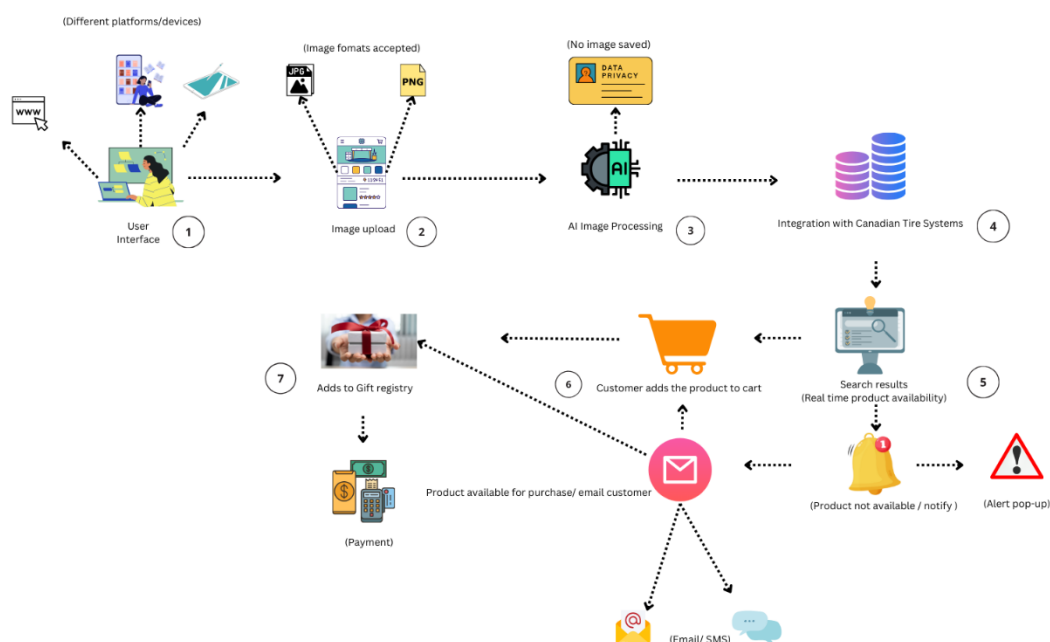 (Different platforms/devices)
(Image fomats accepted)
(No image saved)
JPG
PNG
DATA
PRIVACY
WWW
AI
User
Interface
1
Image upload
2
AI Image Processing
3
Integration with Canadian Tire Systems
4
7
Adds to Gift registry
6
Customer adds the product to cart
Search results
(Real time product availability)
5
1
Product available for purchase/ email customer
(Product not available / notify )
(Alert pop-up)
(Payment)
(Email/ SMS)